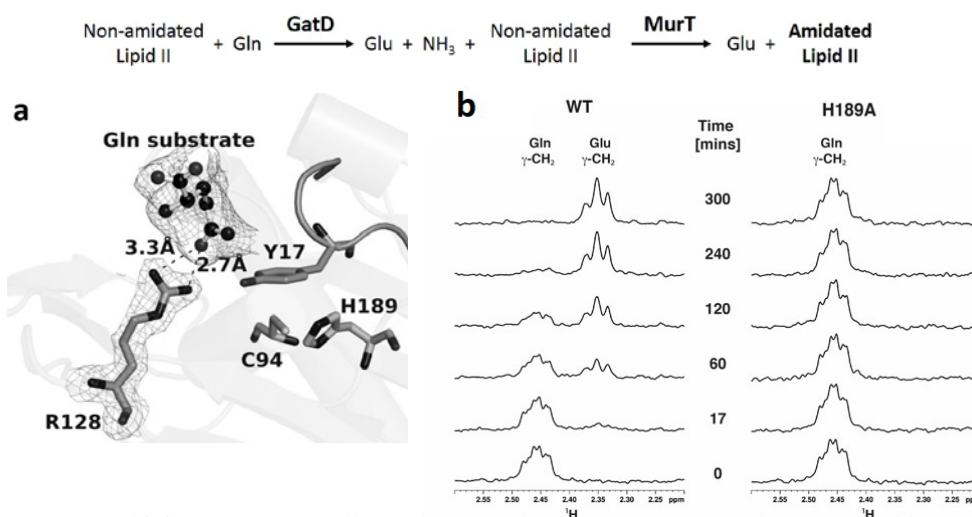 GatD MurT
Non-amidated Lipid II + Gln Glu + NH₃ + Non-amidated Lipid II Glu + Amidated Lipid II
a
Gln substrate
3.3Å
2.7Å
Y17
H189
C94
R128
b
WT Time [mins] H189A
Gln γ-CH₂ Glu γ-CH₂ Gln γ-CH₂
300
240
120
60
17
0
2.55 2.50 2.45 2.40 2.35 2.30 2.25 ppm 2.55 2.50 2.45 2.40 2.35 2.30 2.25
¹H ¹H